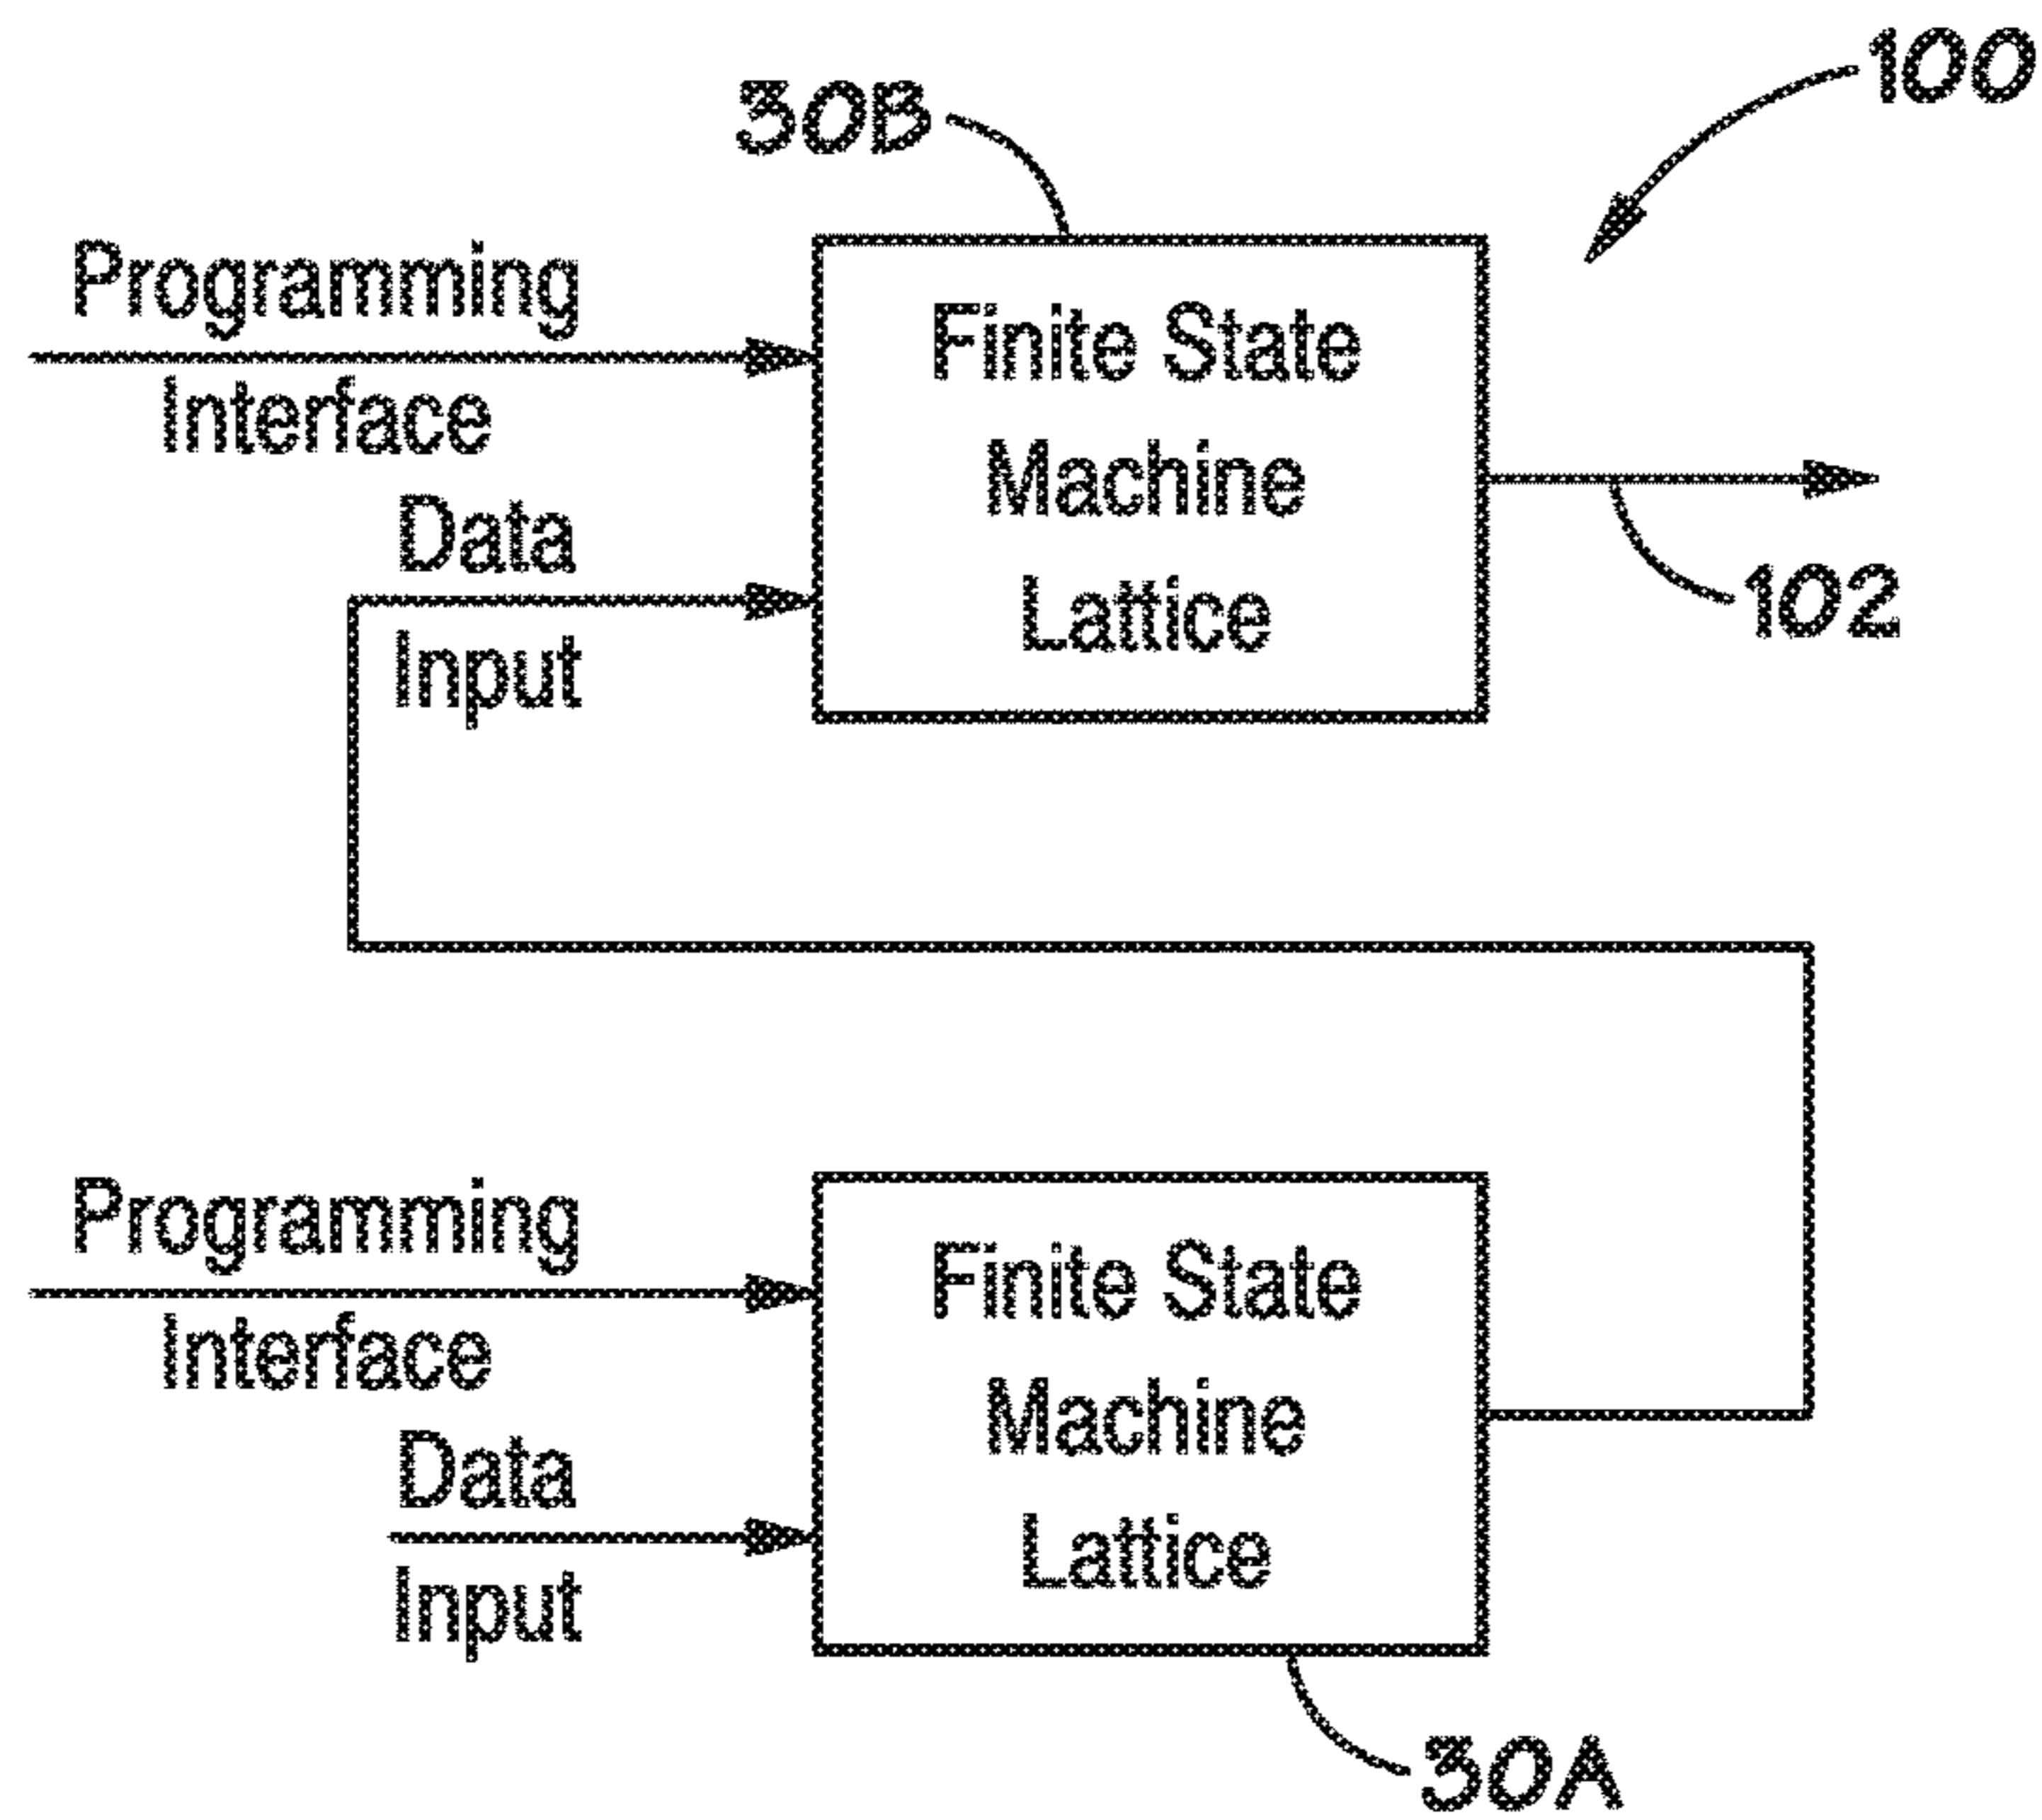 100
30B
Programming
Interface
Data
Input
Finite State
Machine
Lattice
102
Programming
Interface
Data
Input
Finite State
Machine
Lattice
30A